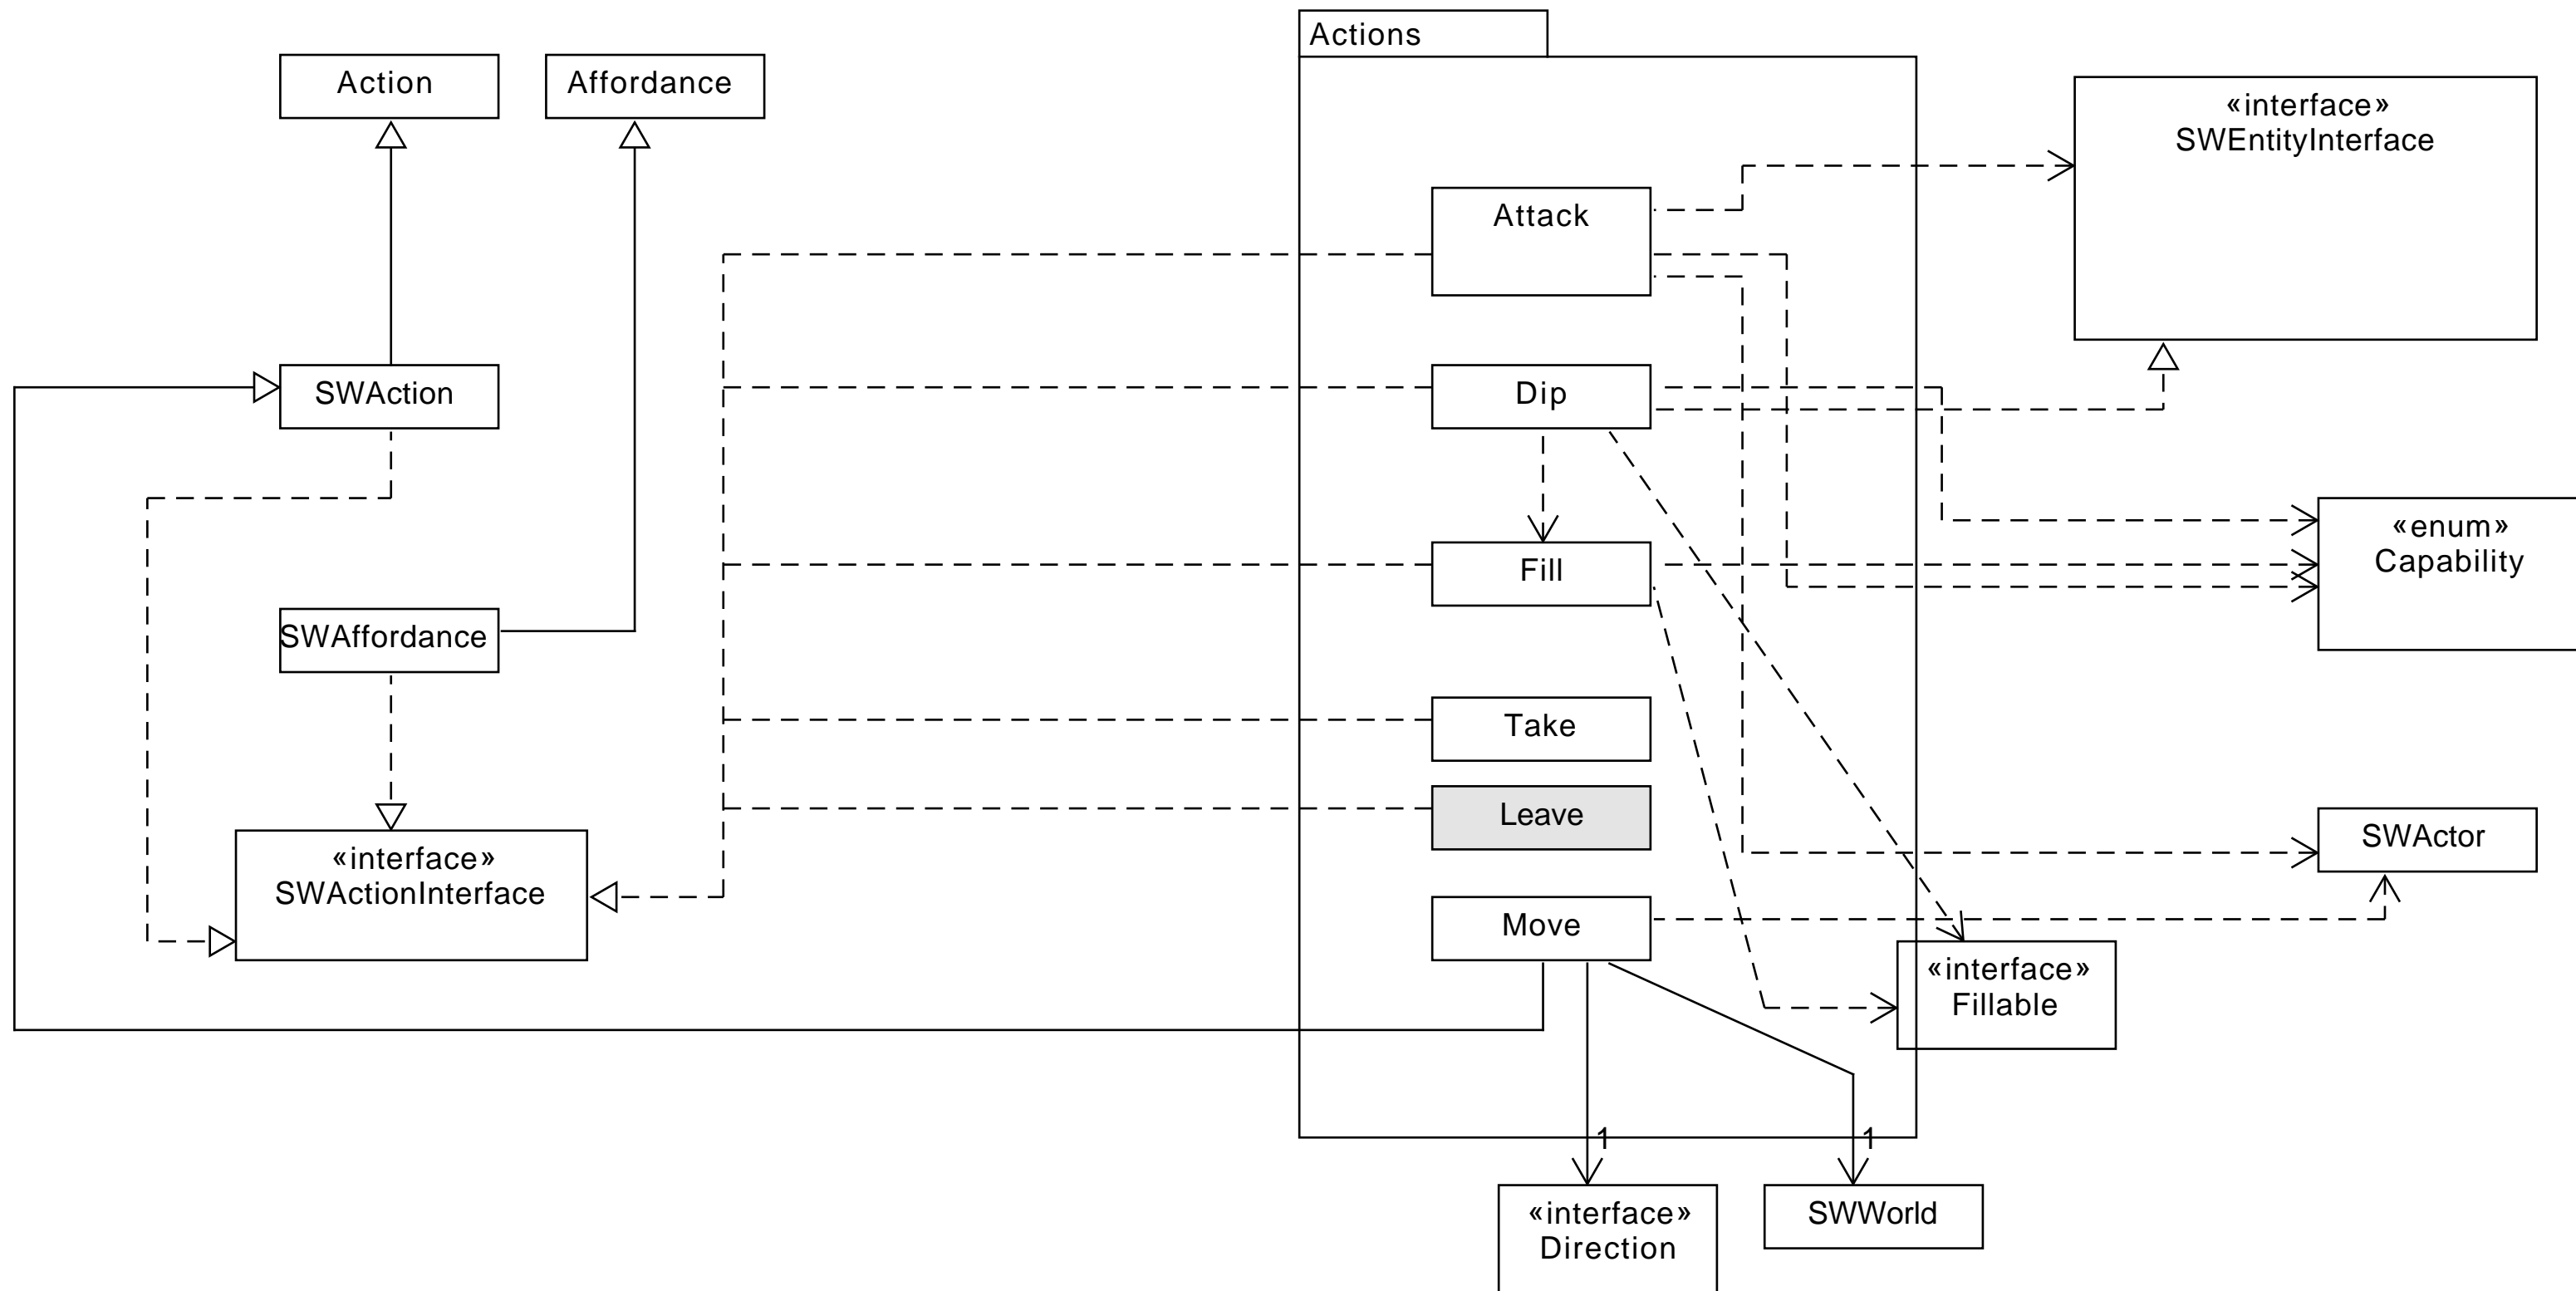 Actions
Action
Affordance
«interface»
SWEntityInterface
Attack
SWAction
Dip
«enum»
Capability
Fill
SWAffordance
Take
Leave
SWActor
«interface»
SWActionInterface
Move
«interface»
Fillable
1
1
«interface»
Direction
SWWorld